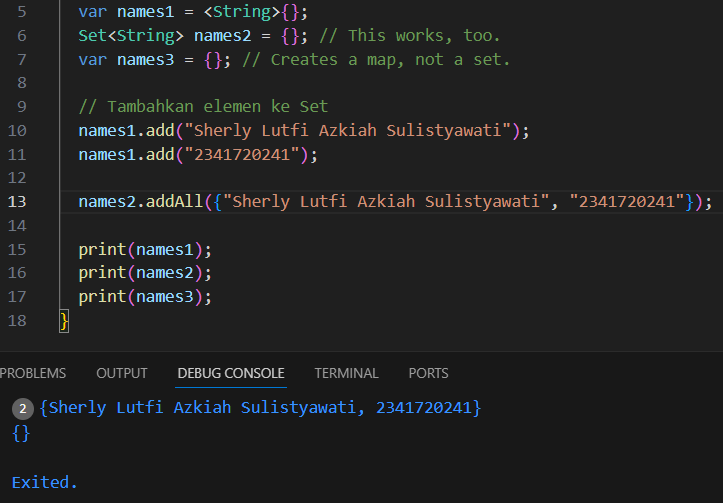 5 var names1 = <String>{};
6 Set<String> names2 = {}; // This works, too.
7 var names3 = {}; // Creates a map, not a set.
8
9 // Tambahkan elemen ke Set
10 names1.add("Sherly Lutfi Azkiah Sulistyawati");
11 names1.add("2341720241");
12
13 names2.addAll({"Sherly Lutfi Azkiah Sulistyawati", "2341720241"});
14
15 print(names1);
16 print(names2);
17 print(names3);
18 }
PROBLEMS OUTPUT DEBUG CONSOLE TERMINAL PORTS
2 {Sherly Lutfi Azkiah Sulistyawati, 2341720241}
{}
Exited.